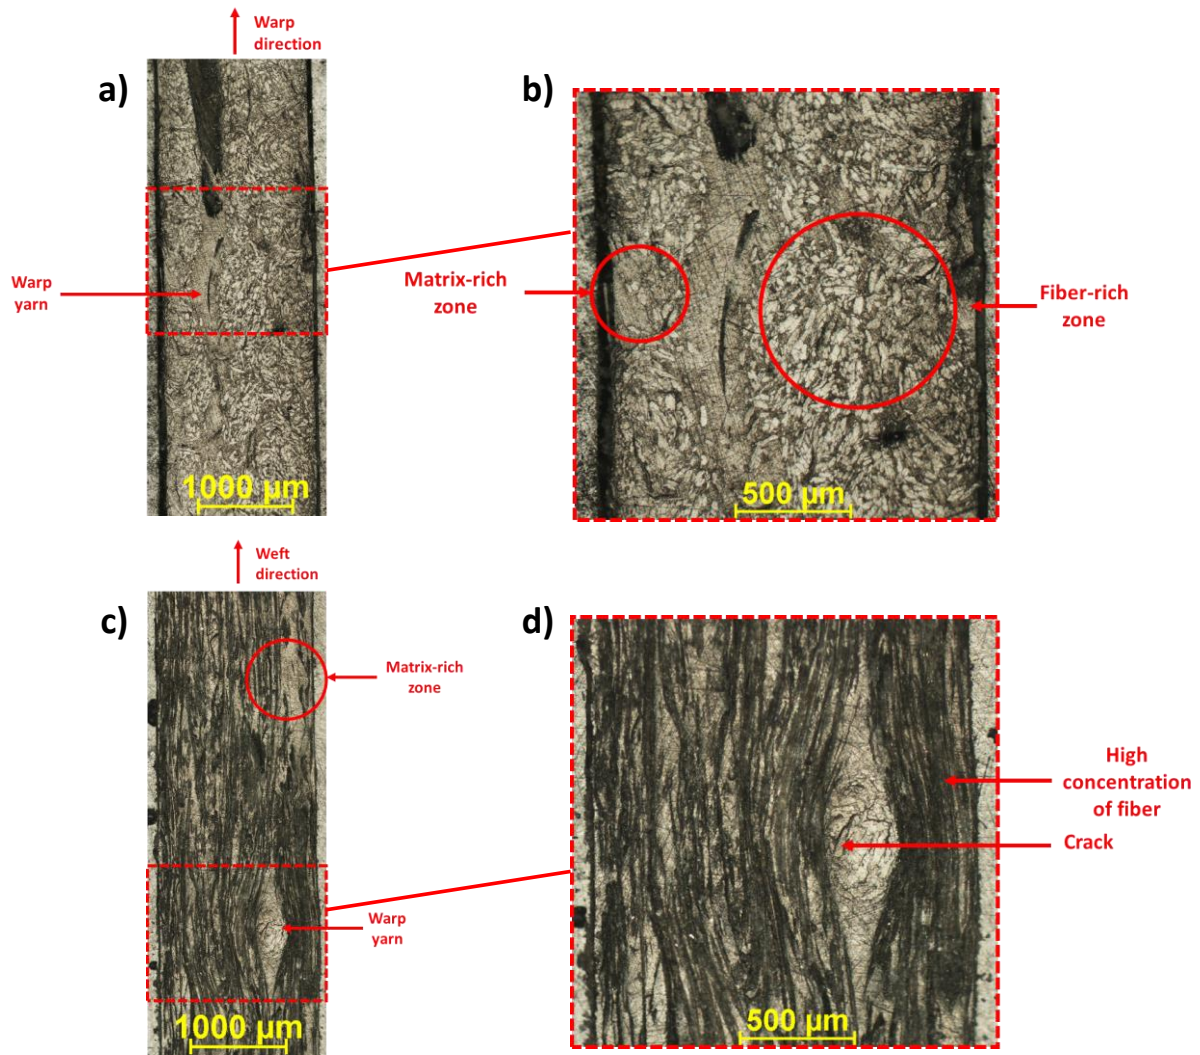 Warp
direction
a)
b)
Warp
yarn
Matrix-rich
zone
Fiber-rich
zone
1000 μm
500 μm
Weft
direction
c)
d)
Matrix-rich
zone
High
concentration
of fiber
Crack
Warp
yarn
1000 μm
500 μm